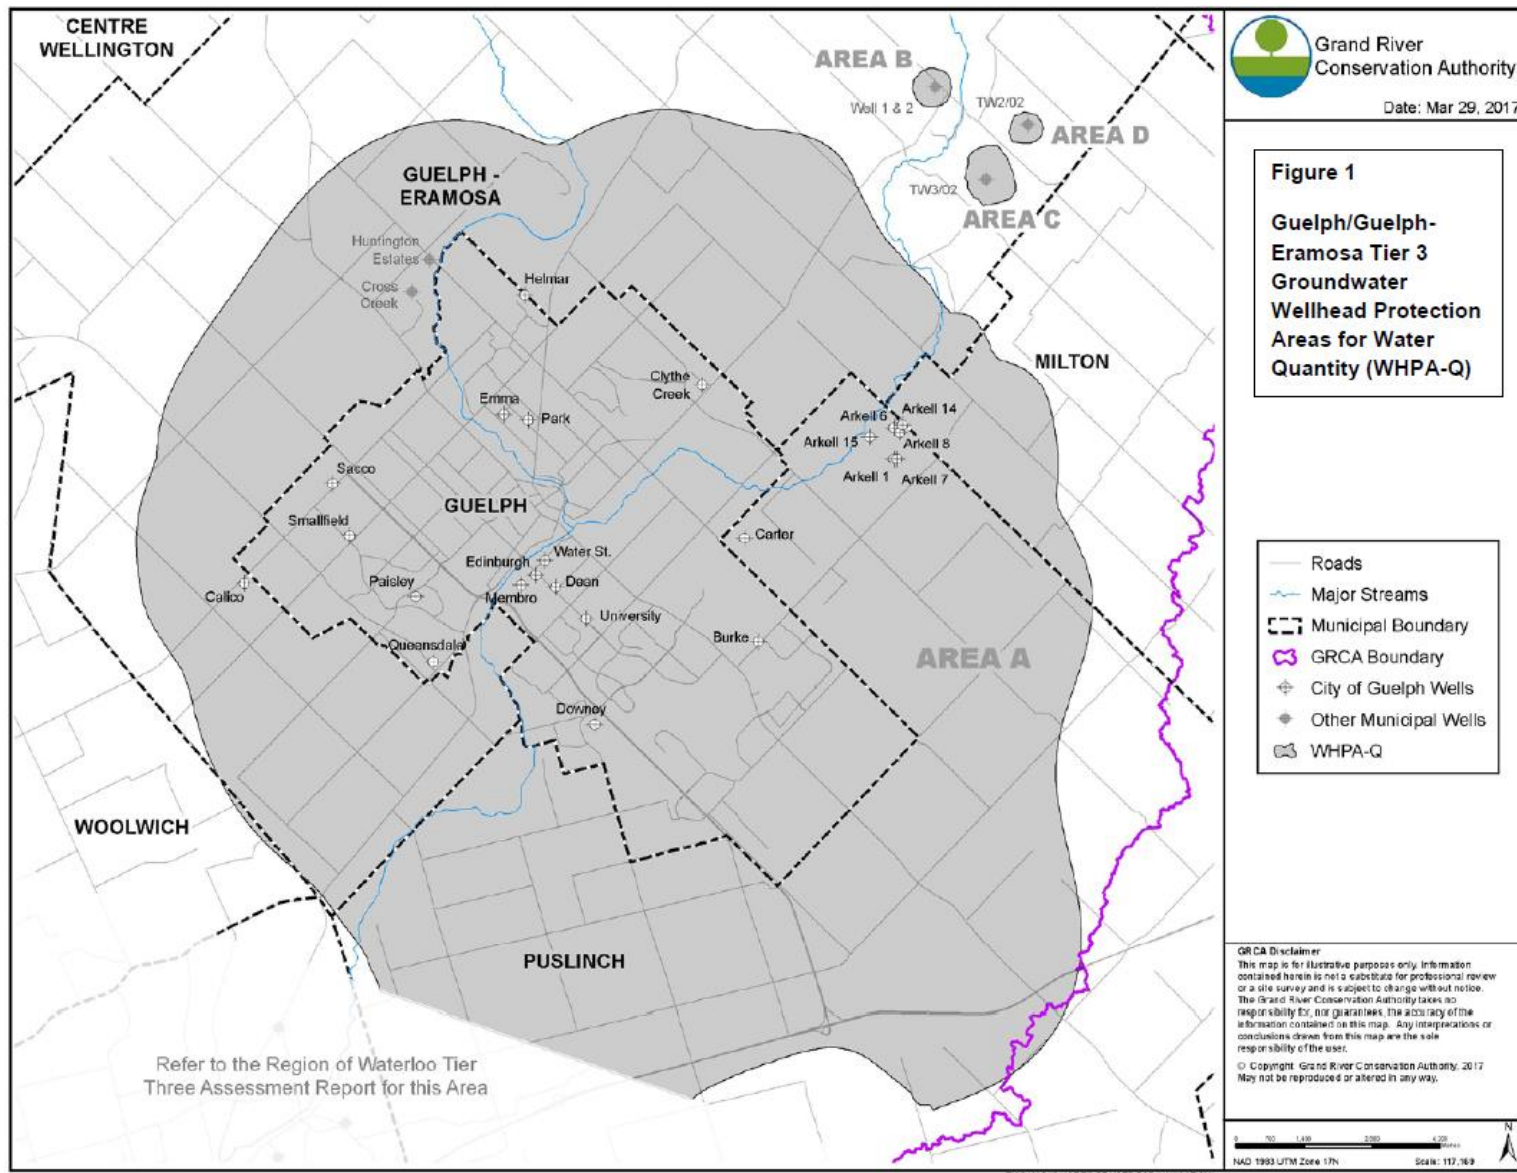 CENTRE
WELLINGTON
AREA B
Well 1 & 2
TW2/02
AREA D
TW3/02
AREA C
GUELPH -
ERAMOSA
Huntington
Estates
Cross
Creek
Helmar
MILTON
Clythe
Creek
Emma
Park
Arkell 6
Arkell 14
Arkell 15
Arkell 8
Arkell 1
Arkell 7
Sacco
GUELPH
Smallfield
Carter
Water St.
Edinburgh
Dean
Membro
Paisley
Calico
University
Burke
Queensdale
AREA A
Downey
WOOLWICH
PUSLINCH
Refer to the Region of Waterloo Tier
Three Assessment Report for this Area
Grand River
Conservation Authority
Date: Mar 29, 2017
Figure 1
Guelph/Guelph-
Eramosa Tier 3
Groundwater
Wellhead Protection
Areas for Water
Quantity (WHPA-Q)
Roads
Major Streams
Municipal Boundary
GRCA Boundary
City of Guelph Wells
Other Municipal Wells
WHPA-Q
GRCA Disclaimer
This map is for illustrative purposes only. Information
contained herein is not a substitute for professional review
or a site survey and is subject to change without notice.
The Grand River Conservation Authority takes no
responsibility for, nor guarantees, the accuracy of the
information contained on this map. Any interpretations or
conclusions drawn from this map are the sole
responsibility of the user.
© Copyright Grand River Conservation Authority, 2017
May not be reproduced or altered in any way.
N
0
NAD 1983 UTM Zone 17N
Scale: 117,169